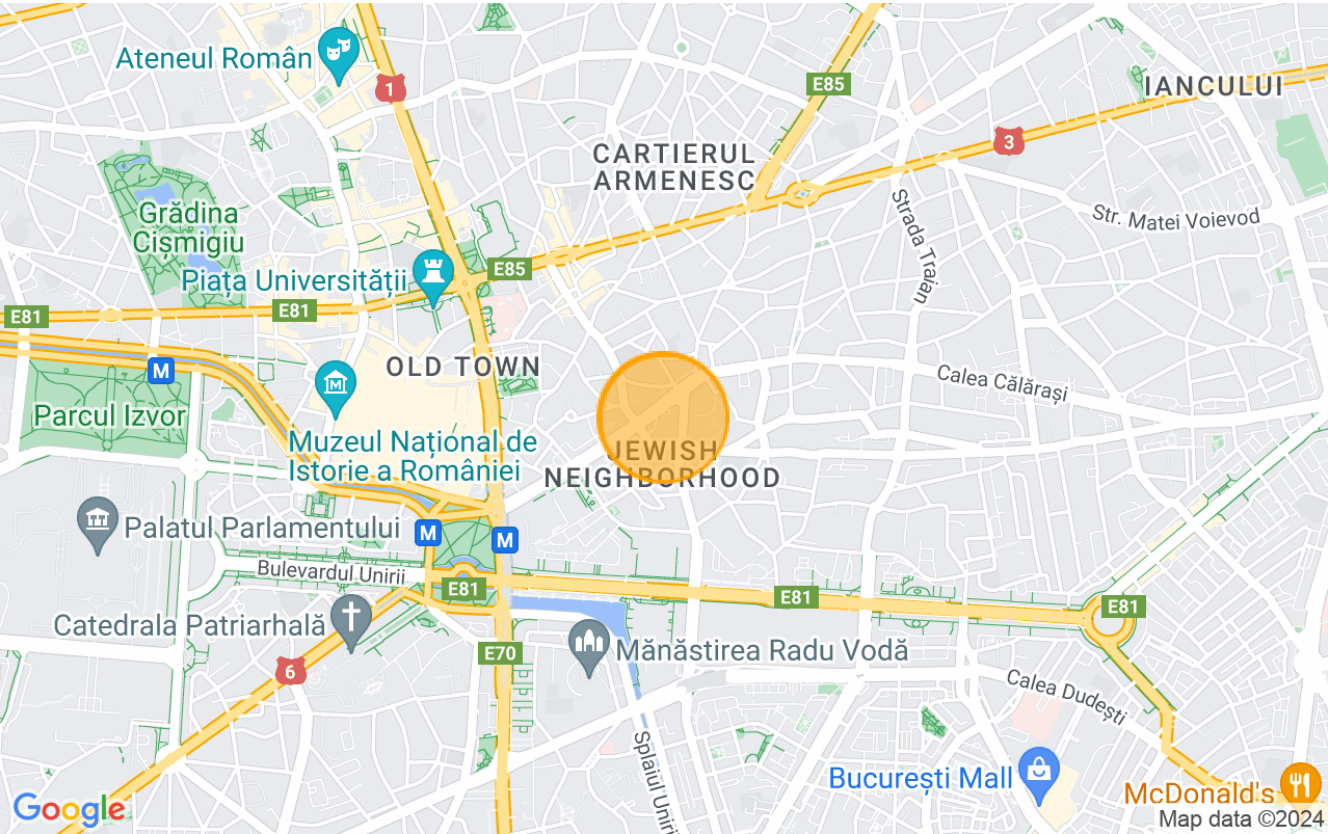 Ateneul Român
1
E85
IANCULUI
3
CARTIERUL
ARMENESC
Grădina
Cișmigiu
Strada Traian
Str. Matei Voievod
Piața Universității
E85
E81
E81
M
OLD TOWN
Calea Călărași
Parcul Izvor
Muzeul Național de
Istorie a României
JEWISH
NEIGHBORHOOD
Palatul Parlamentului
M
M
Bulevardul Unirii
E81
E81
E81
Catedrala Patriarhală
E70
Mănăstirea Radu Vodă
6
Calea Dudești
Splaiul Uniri
București Mall
McDonald's
Google
Map data ©2024